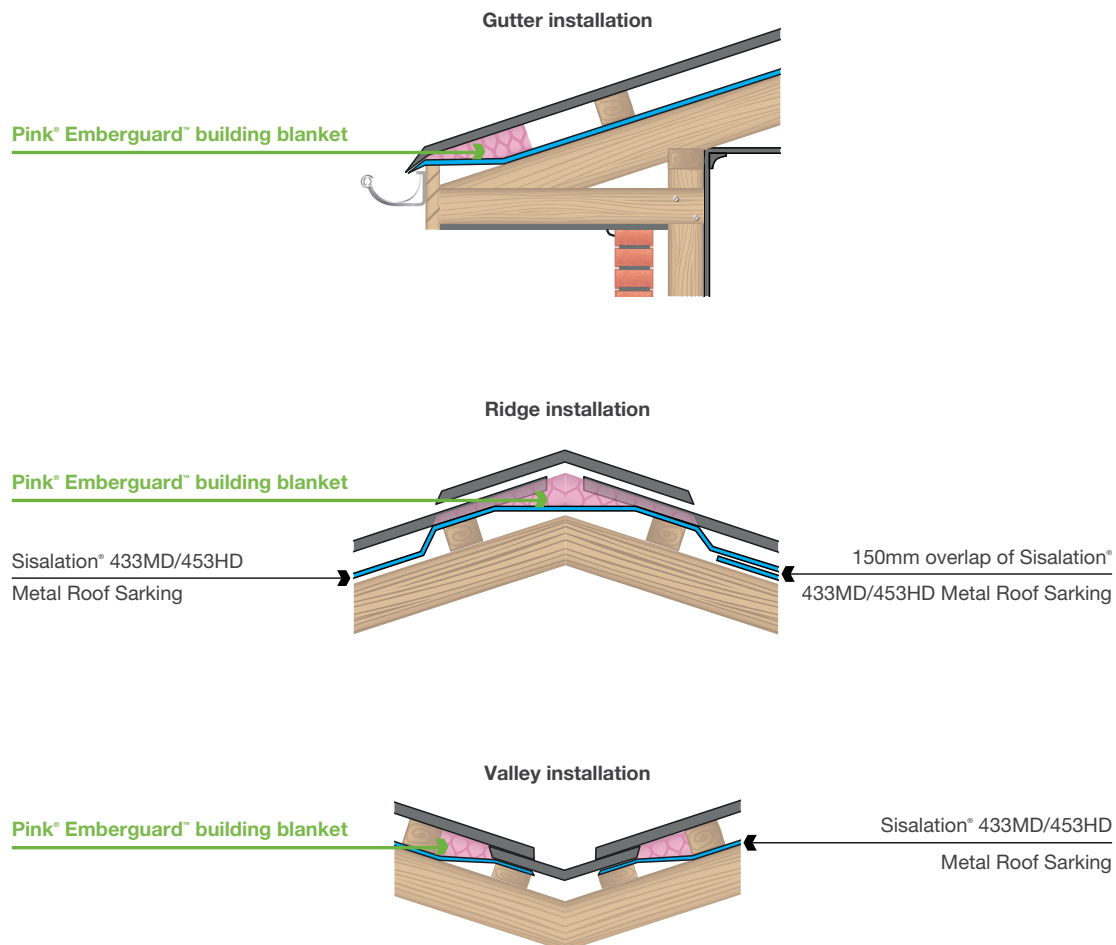 Gutter installation
Pink® Emberguard™ building blanket
Ridge installation
Pink® Emberguard™ building blanket
Sisalation® 433MD/453HD
Metal Roof Sarking
150mm overlap of Sisalation®
433MD/453HD Metal Roof Sarking
Valley installation
Pink® Emberguard™ building blanket
Sisalation® 433MD/453HD
Metal Roof Sarking